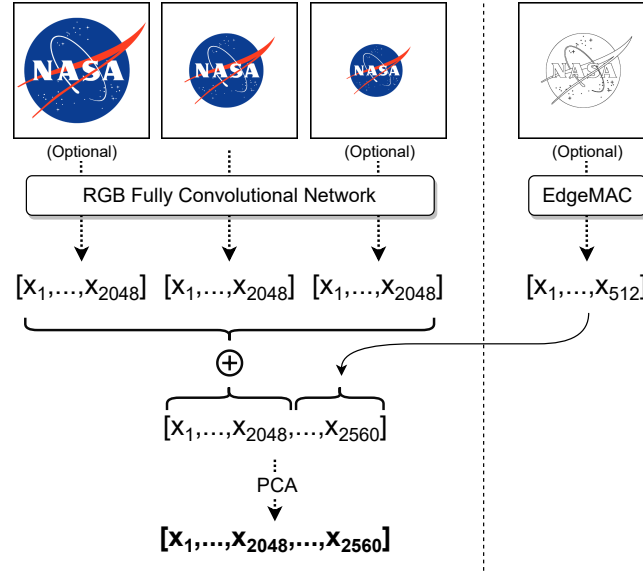 NASA NASA NASA NASA
(Optional) (Optional) (Optional)
RGB Fully Convolutional Network EdgeMAC
[x₁,...,x₂₀₄₈] [x₁,...,x₂₀₄₈] [x₁,...,x₂₀₄₈] [x₁,...,x₅₁₂]
[x₁,...,x₂₀₄₈,...,x₂₅₆₀]
PCA
[x₁,...,x₂₀₄₈,...,x₂₅₆₀]